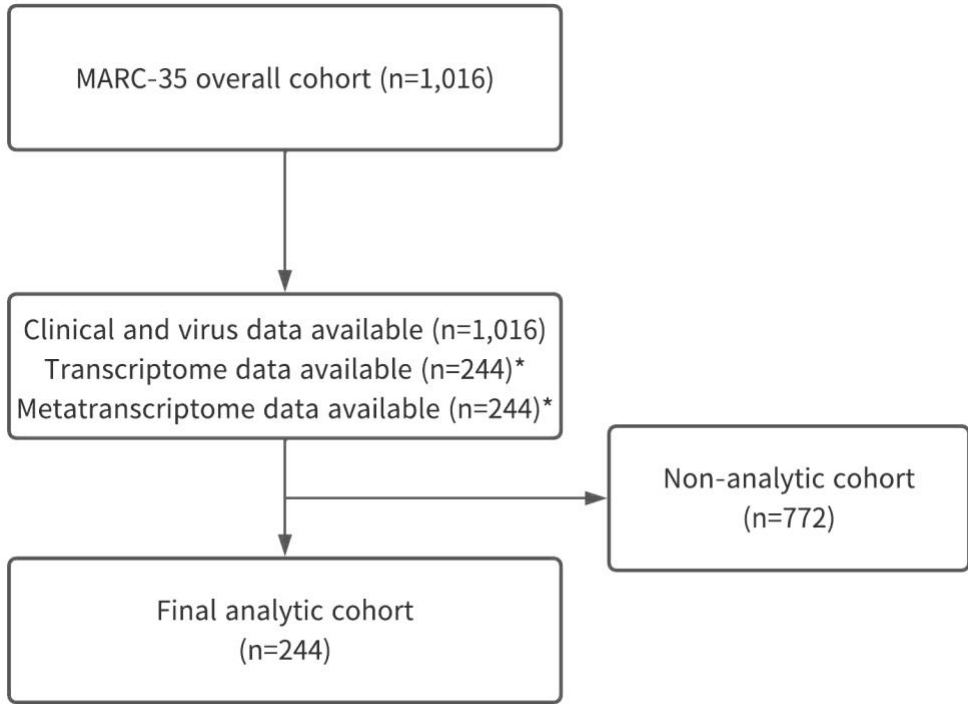 MARC-35 overall cohort (n=1,016)
Clinical and virus data available (n=1,016)
Transcriptome data available (n=244)*
Metatranscriptome data available (n=244)*
Non-analytic cohort
(n=772)
Final analytic cohort
(n=244)